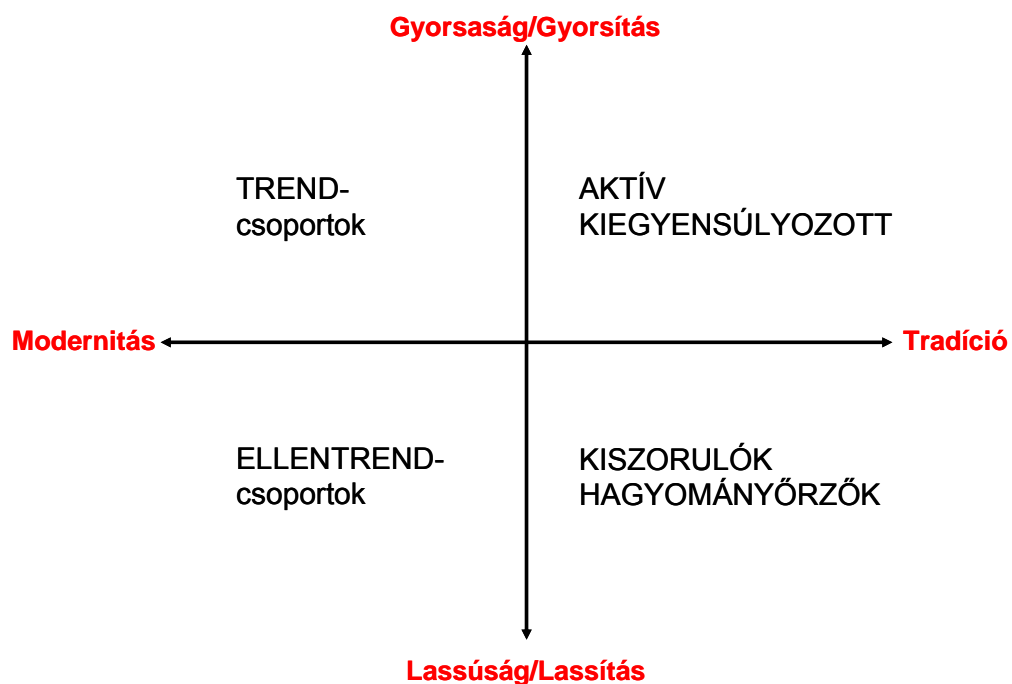 Gyorsaság/Gyorsítás
TREND-
csoportok
AKTÍV
KIEGYENSÚLYOZOTT
Modernitás
Tradíció
ELLENTREND-
csoportok
KISZORULÓK
HAGYOMÁNYŐRZŐK
Lassúság/Lassítás